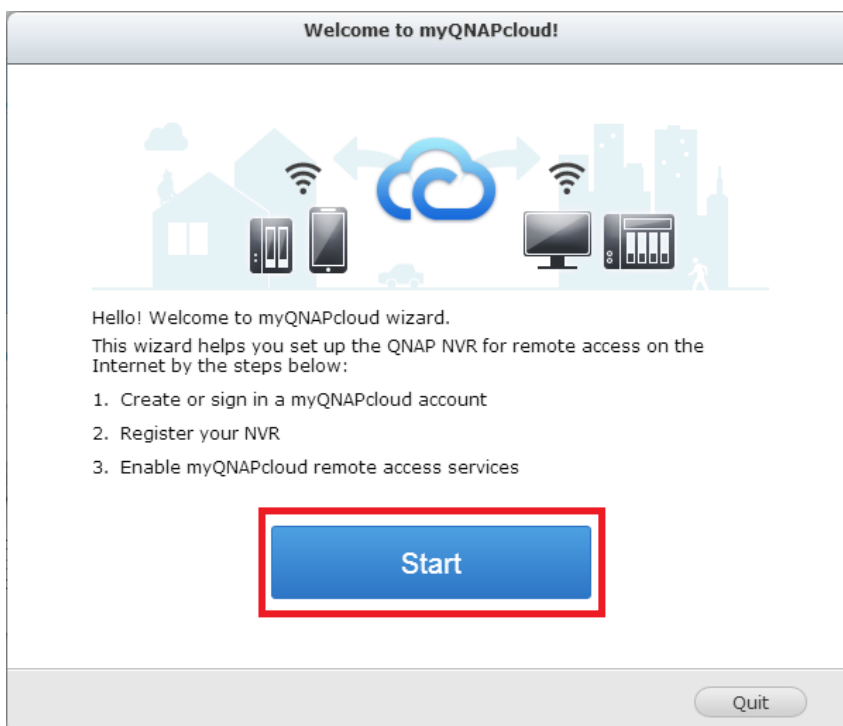 Welcome to myQNAPcloud!
Hello! Welcome to myQNAPcloud wizard.
This wizard helps you set up the QNAP NVR for remote access on the
Internet by the steps below:
1. Create or sign in a myQNAPcloud account
2. Register your NVR
3. Enable myQNAPcloud remote access services
Start
Quit